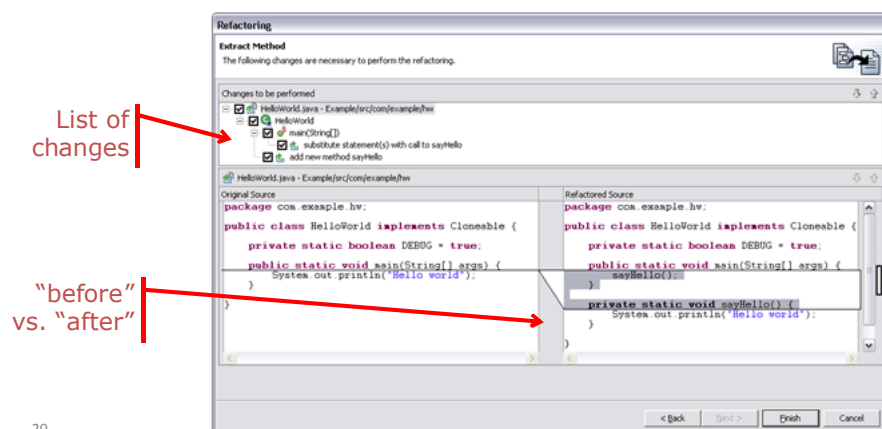 Refactoring
Extract Method
The following changes are necessary to perform the refactoring.
Changes to be performed
HelloWorld.java - Example/src/com/example/hw
HelloWorld
main(String[])
substitute statement(s) with call to sayHello
add new method sayHello
List of
changes
HelloWorld.java - Example/src/com/example/hw
Original Source
package com.example.hw;
public class HelloWorld implements Cloneable {
private static boolean DEBUG = true;
public static void main(String[] args) {
System.out.println("Hello world");
}
}
Refactored Source
package com.example.hw;
public class HelloWorld implements Cloneable {
private static boolean DEBUG = true;
public static void main(String[] args) {
sayHello();
}
private static void sayHello() {
System.out.println("Hello world");
}
}
“before”
vs. “after”
< Back
Next >
Finish
Cancel
20